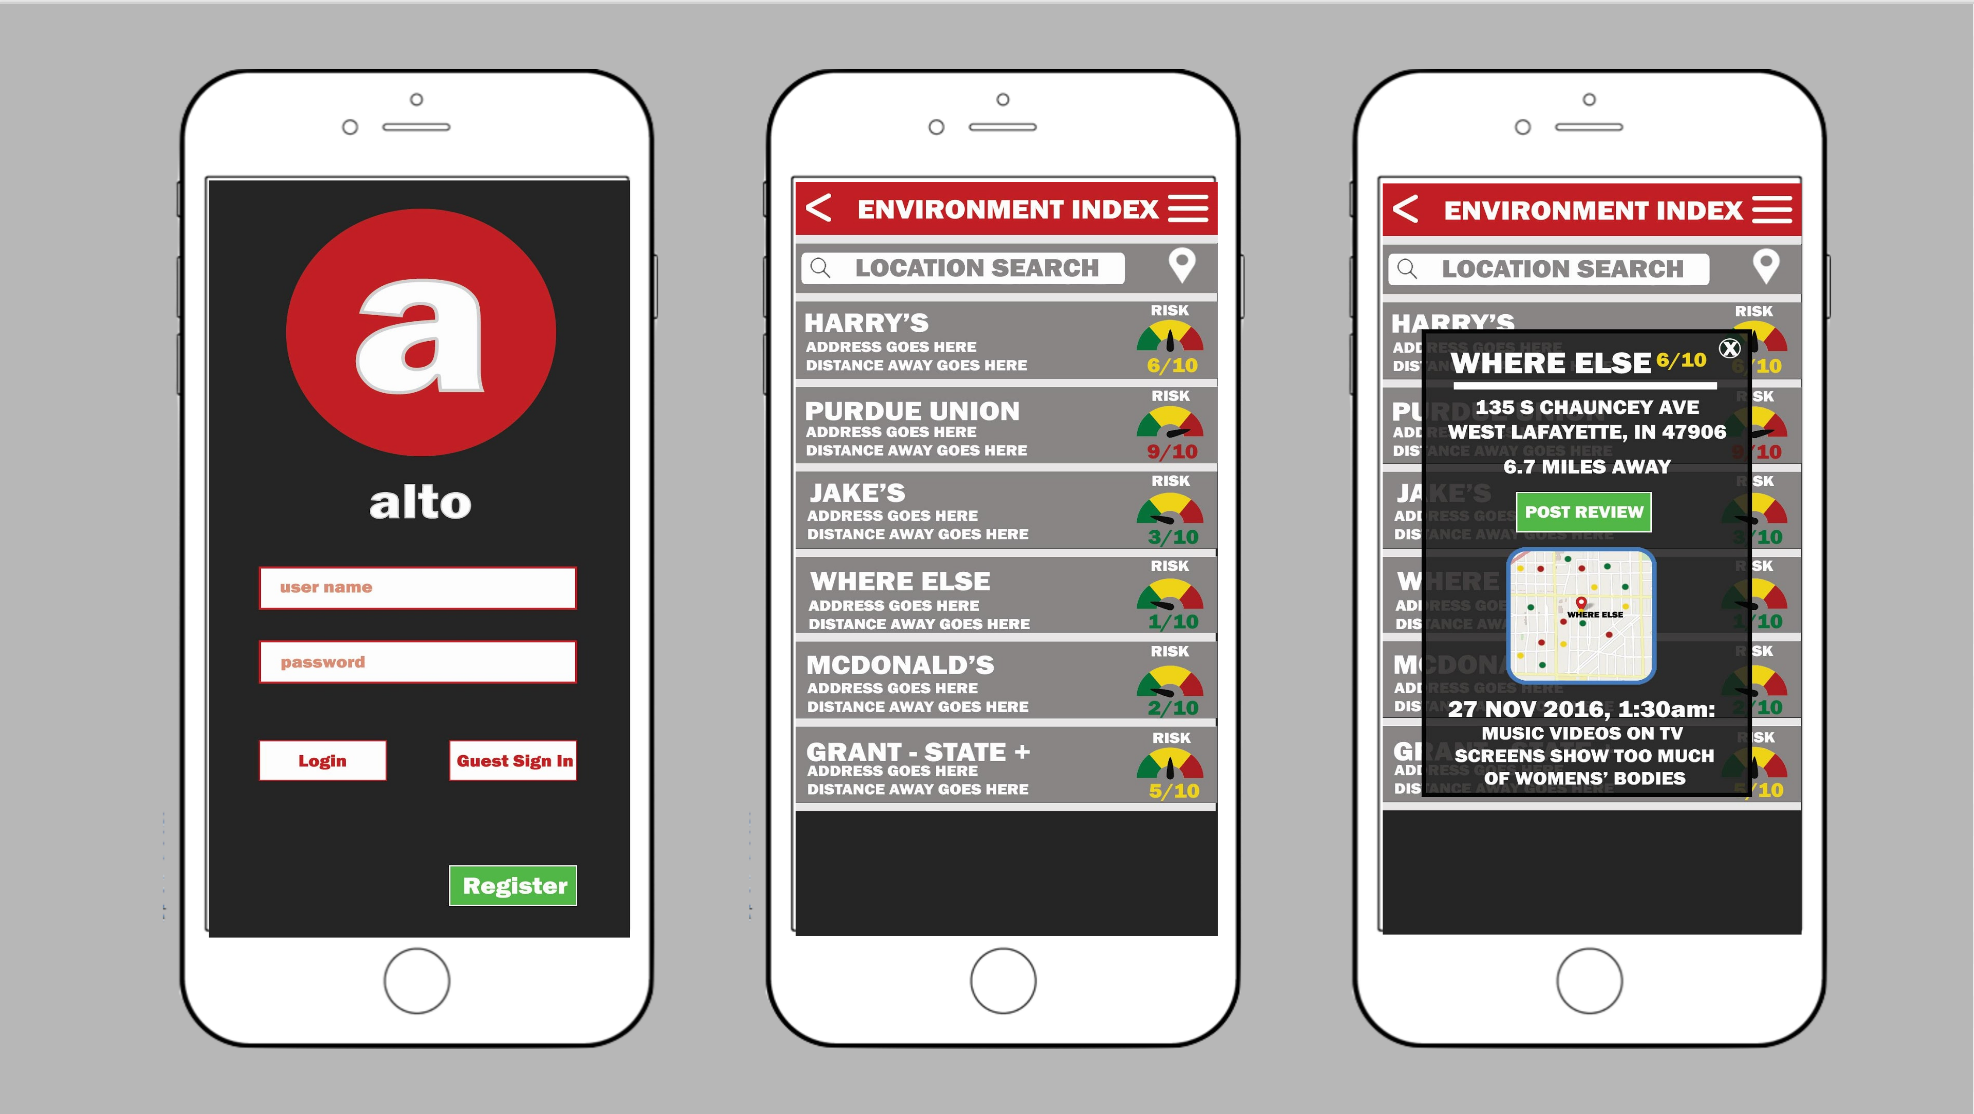 a
alto
user name
password
Login
Guest Sign In
Register
< ENVIRONMENT INDEX
LOCATION SEARCH
HARRY'S
RISK
ADDRESS GOES HERE
DISTANCE AWAY GOES HERE
6/10
PURDUE UNION
RISK
ADDRESS GOES HERE
DISTANCE AWAY GOES HERE
9/10
JAKE'S
RISK
ADDRESS GOES HERE
DISTANCE AWAY GOES HERE
3/10
WHERE ELSE
RISK
ADDRESS GOES HERE
DISTANCE AWAY GOES HERE
1/10
MCDONALD'S
RISK
ADDRESS GOES HERE
DISTANCE AWAY GOES HERE
2/10
GRANT - STATE +
RISK
ADDRESS GOES HERE
DISTANCE AWAY GOES HERE
5/10
< ENVIRONMENT INDEX
LOCATION SEARCH
HARRY'S
RISK
WHERE ELSE 6/10
X
135 S CHAUNCEY AVE
WEST LAFAYETTE, IN 47906
6.7 MILES AWAY
POST REVIEW
WHERE ELSE
27 NOV 2016, 1:30am:
MUSIC VIDEOS ON TV
SCREENS SHOW TOO MUCH
OF WOMENS' BODIES